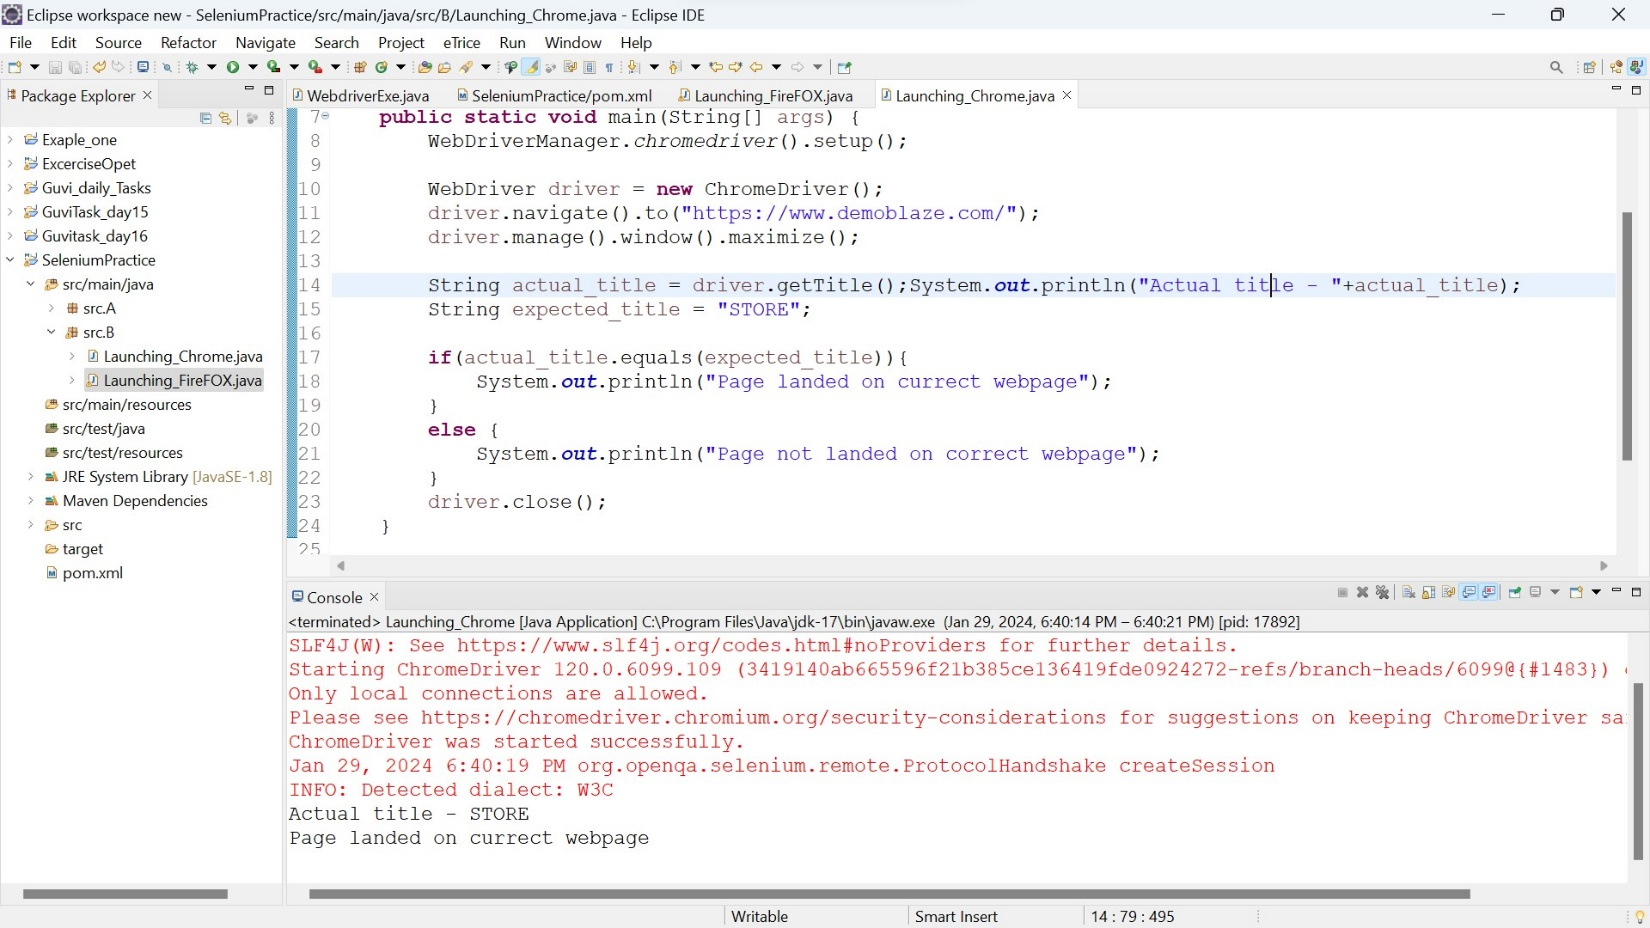 Eclipse workspace new - SeleniumPractice/src/main/java/src/B/Launching_Chrome.java - Eclipse IDE
File Edit Source Refactor Navigate Search Project eTrice Run Window Help
Package Explorer
WebdriverExe.java SeleniumPractice/pom.xml Launching_FireFOX.java Launching_Chrome.java
Exaple_one
ExcerciseOpet
Guvi_daily_Tasks
GuviTask_day15
Guvitask_day16
SeleniumPractice
src/main/java
src.A
src.B
Launching_Chrome.java
Launching_FireFOX.java
src/main/resources
src/test/java
src/test/resources
JRE System Library [JavaSE-1.8]
Maven Dependencies
src
target
pom.xml
7 public static void main(String[] args) {
8 WebDriverManager.chromedriver().setup();
9
10 WebDriver driver = new ChromeDriver();
11 driver.navigate().to("https://www.demoblaze.com/");
12 driver.manage().window().maximize();
13
14 String actual_title = driver.getTitle();System.out.println("Actual title - "+actual_title);
15 String expected_title = "STORE";
16
17 if(actual_title.equals(expected_title)){
18 System.out.println("Page landed on currect webpage");
19 }
20 else {
21 System.out.println("Page not landed on correct webpage");
22 }
23 driver.close();
24 }
25
Console
<terminated> Launching_Chrome [Java Application] C:\Program Files\Java\jdk-17\bin\javaw.exe (Jan 29, 2024, 6:40:14 PM – 6:40:21 PM) [pid: 17892]
SLF4J(W): See https://www.slf4j.org/codes.html#noProviders for further details.
Starting ChromeDriver 120.0.6099.109 (3419140ab665596f21b385ce136419fde0924272-refs/branch-heads/6099@{#1483})
Only local connections are allowed.
Please see https://chromedriver.chromium.org/security-considerations for suggestions on keeping ChromeDriver sa
ChromeDriver was started successfully.
Jan 29, 2024 6:40:19 PM org.openqa.selenium.remote.ProtocolHandshake createSession
INFO: Detected dialect: W3C
Actual title - STORE
Page landed on currect webpage
Writable Smart Insert 14 : 79 : 495